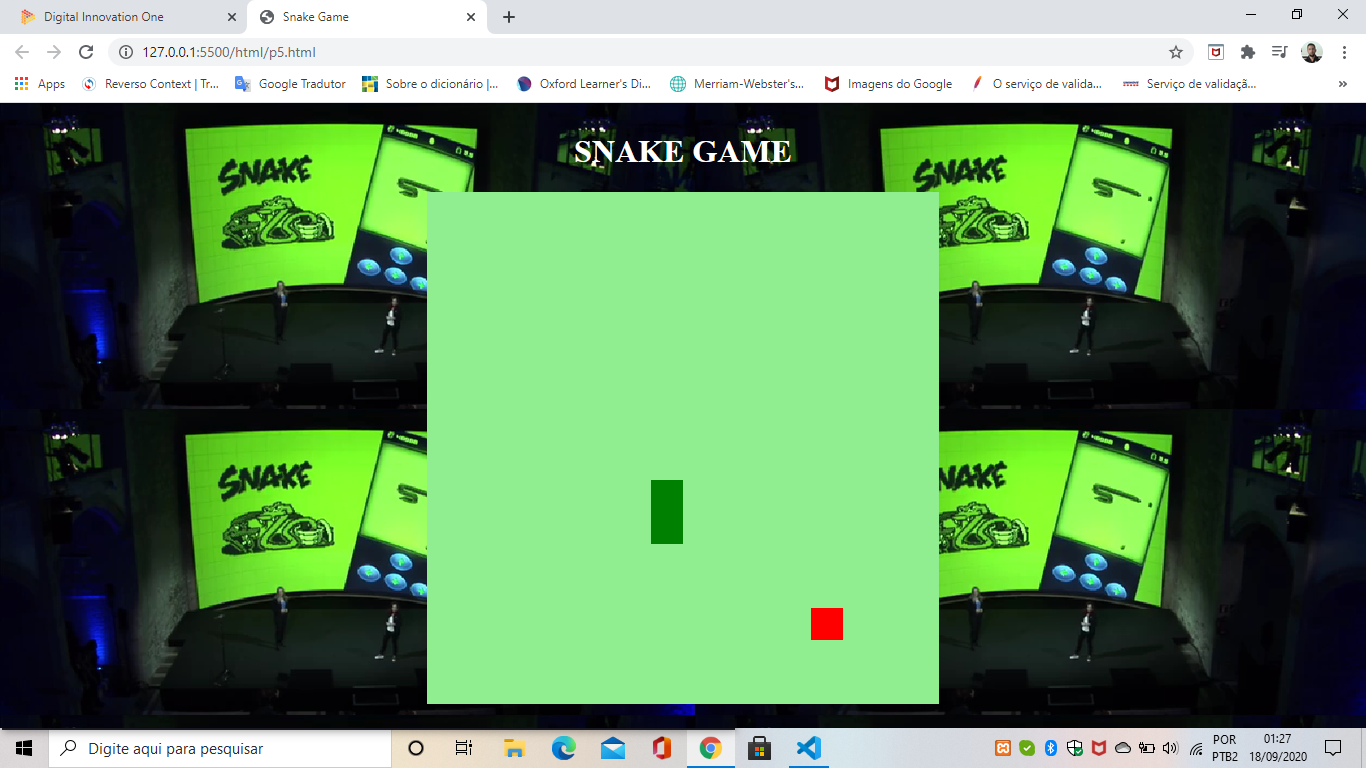 Digital Innovation One
Snake Game
127.0.0.1:5500/html/p5.html
Apps
Reverso Context | Tr...
Google Tradutor
Sobre o dicionário |...
Oxford Learner's Di...
Merriam-Webster's...
Imagens do Google
O serviço de valida...
Serviço de validaçã...
»
SNAKE GAME
SNAKE
SNAKE
SNAKE
SNAKE
Digite aqui para pesquisar
POR
PTB2
01:27
18/09/2020